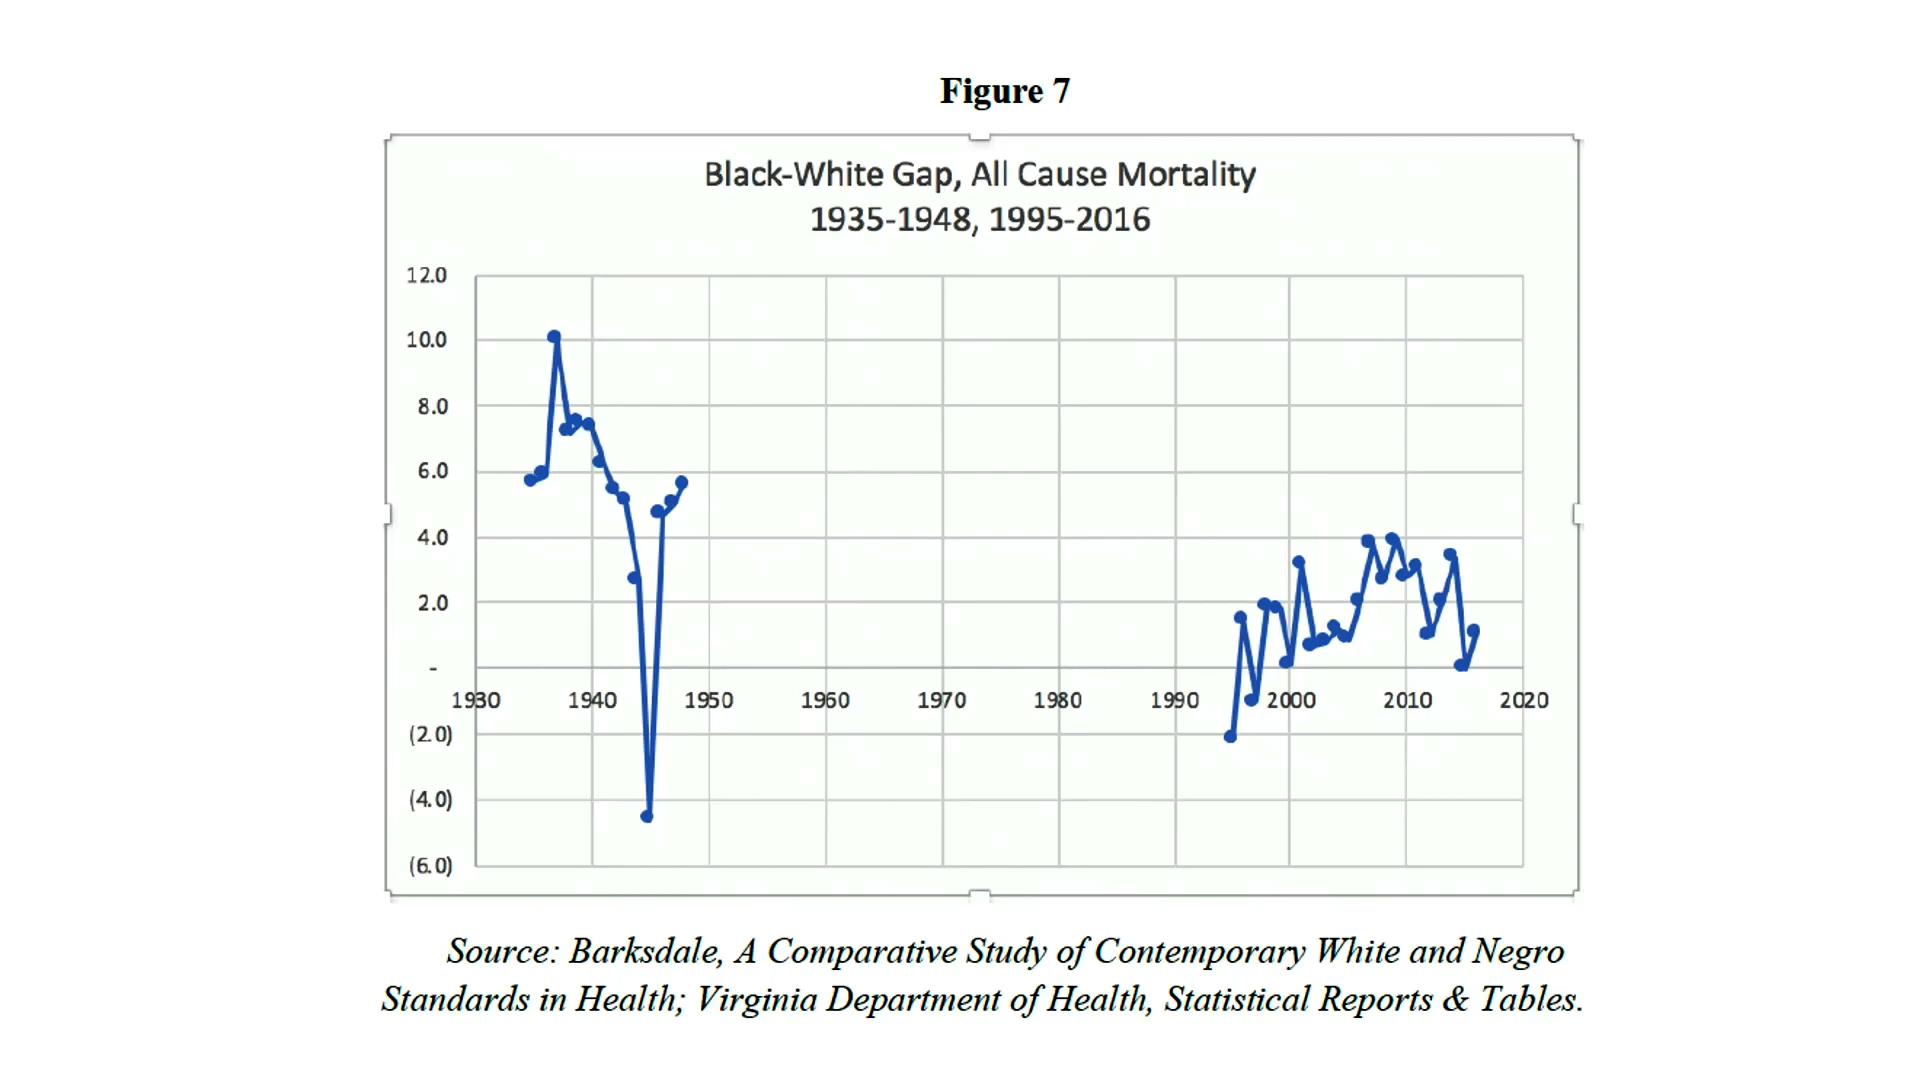 Figure 7
Black-White Gap, All Cause Mortality
1935-1948, 1995-2016
12.0
10.0
8.0
6.0
4.0
2.0
-
1930 1940 1950 1960 1970 1980 1990 2000 2010 2020
(2.0)
(4.0)
(6.0)
Source: Barksdale, A Comparative Study of Contemporary White and Negro
Standards in Health; Virginia Department of Health, Statistical Reports & Tables.